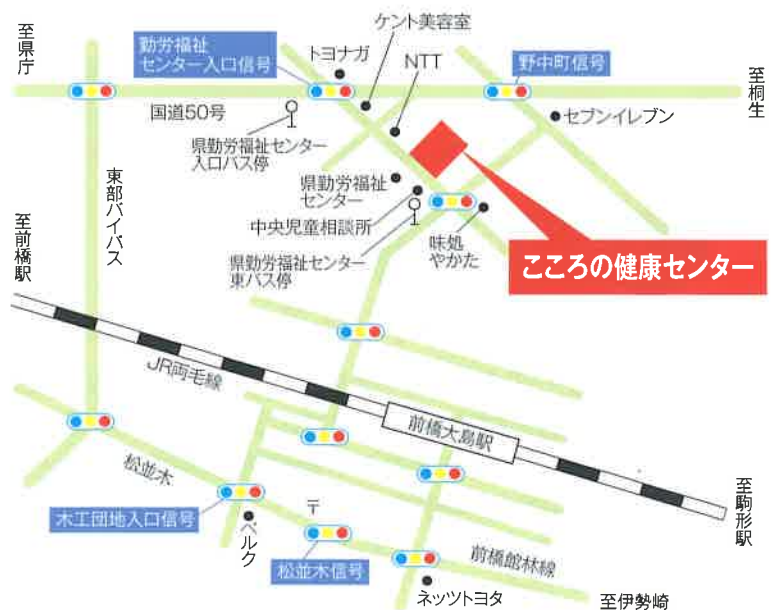 ケント美容室
至県庁
勤労福祉
センター入口信号
トヨナガ
NTT
野中町信号
至桐生
国道50号
セブンイレブン
県勤労福祉センター
入口バス停
東部バイパス
県勤労福祉
センター
中央児童相談所
至前橋駅
味処
やかた
県勤労福祉センター
東バス停
こころの健康センター
JR両毛線
前橋大島駅
松並木
木工団地入口信号
〒
ベルク
松並木信号
前橋館林線
至駒形駅
ネッツトヨタ
至伊勢崎